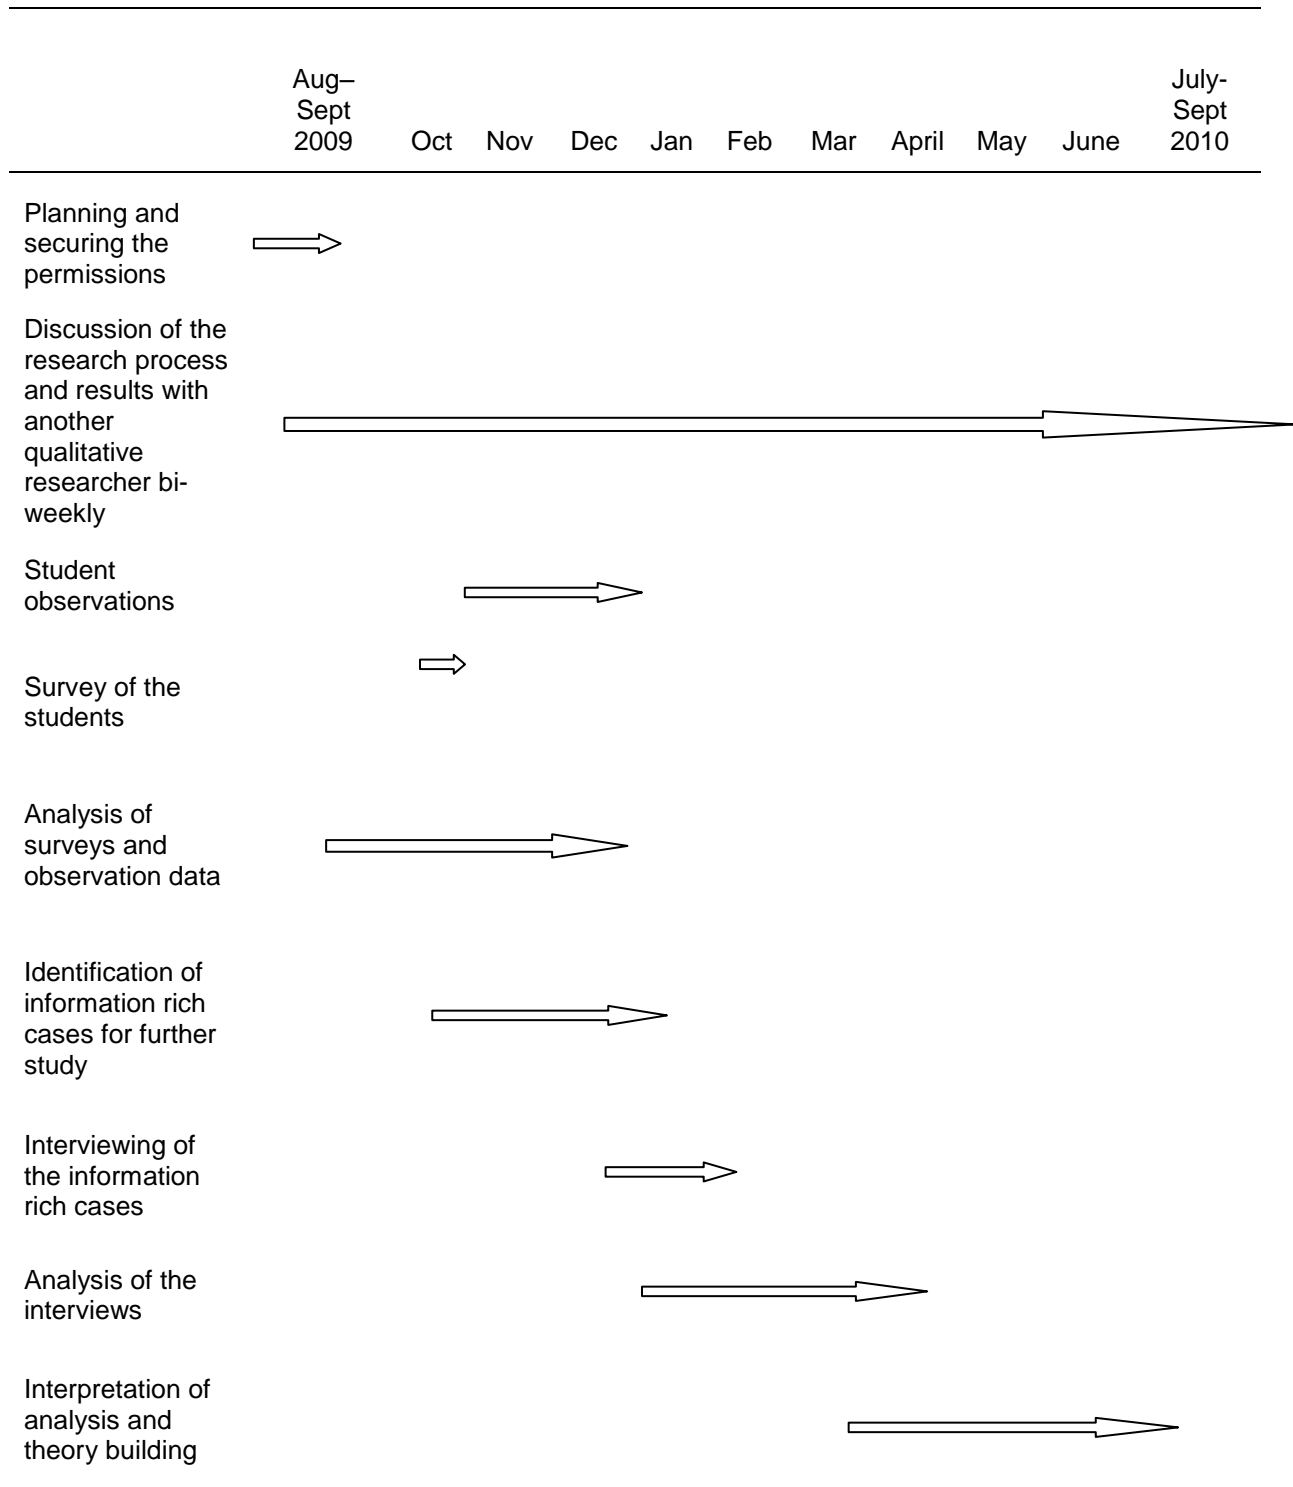 Aug–
Sept
2009 Oct Nov Dec Jan Feb Mar April May June July-
Sept
2010
Planning and
securing the
permissions
Discussion of the
research process
and results with
another
qualitative
researcher bi-
weekly
Student
observations
Survey of the
students
Analysis of
surveys and
observation data
Identification of
information rich
cases for further
study
Interviewing of
the information
rich cases
Analysis of the
interviews
Interpretation of
analysis and
theory building